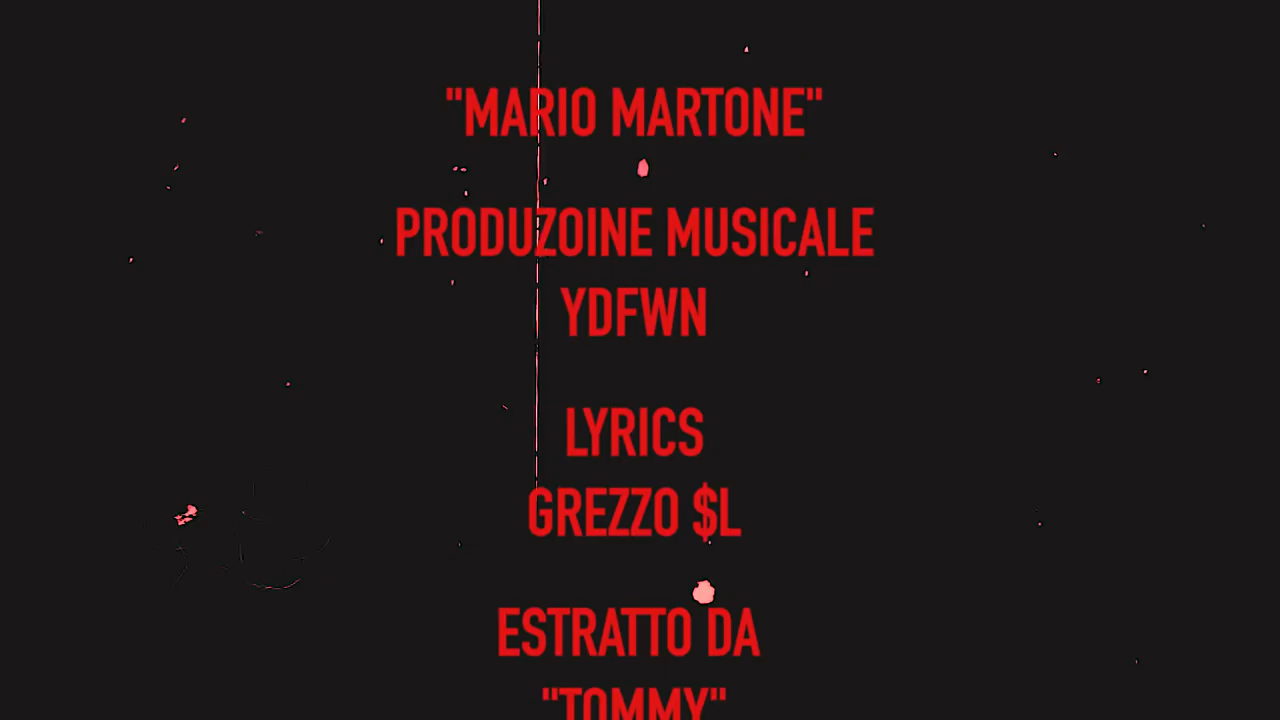 "MARIO MARTONE"
PRODUZOINE MUSICALE
YDFWN
LYRICS
GREZZO $L
ESTRATTO DA
"TOMMY"